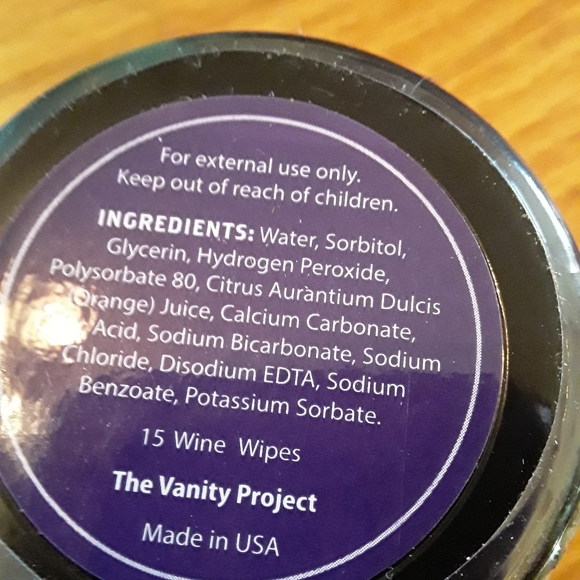 For external use only.
Keep out of reach of children.
INGREDIENTS: Water, Sorbitol,
Glycerin, Hydrogen Peroxide,
Polysorbate 80, Citrus Aurantium Dulcis
(Orange) Juice, Calcium Carbonate,
Acid, Sodium Bicarbonate, Sodium
Chloride, Disodium EDTA, Sodium
Benzoate, Potassium Sorbate.
15 Wine Wipes
The Vanity Project
Made in USA